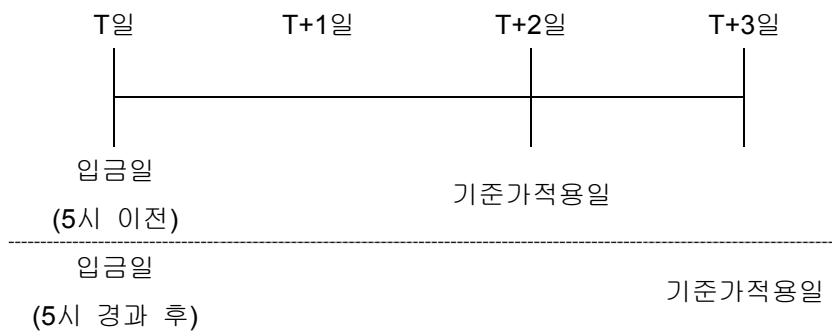 T일 T+1일 T+2일 T+3일
입금일
(5시 이전)
기준가적용일
입금일
(5시 경과 후)
기준가적용일